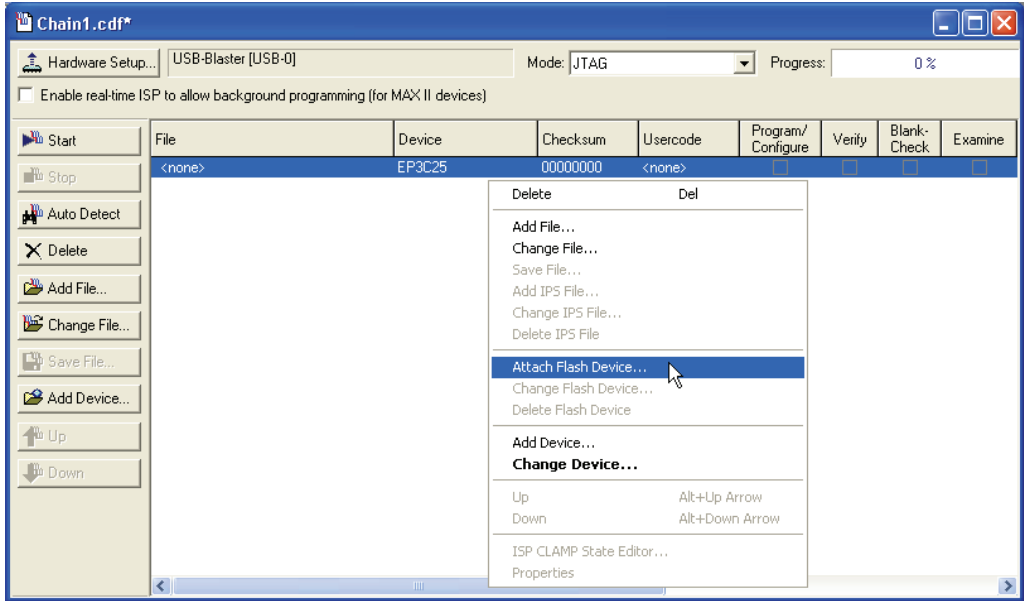 Chain1.cdf*
Hardware Setup... USB-Blaster [USB-0] Mode: JTAG Progress: 0 %
Enable real-time ISP to allow background programming (for MAX II devices)
Start
Stop
Auto Detect
Delete
Add File...
Change File...
Save File...
Add Device...
Up
Down
File Device Checksum Usercode Program/ Configure Verify Blank- Check Examine
<none> EP3C25 00000000 <none>
Delete Del
Add File...
Change File...
Save File...
Add IPS File...
Change IPS File...
Delete IPS File
Attach Flash Device...
Change Flash Device...
Delete Flash Device
Add Device...
Change Device...
Up Alt+Up Arrow
Down Alt+Down Arrow
ISP CLAMP State Editor...
Properties